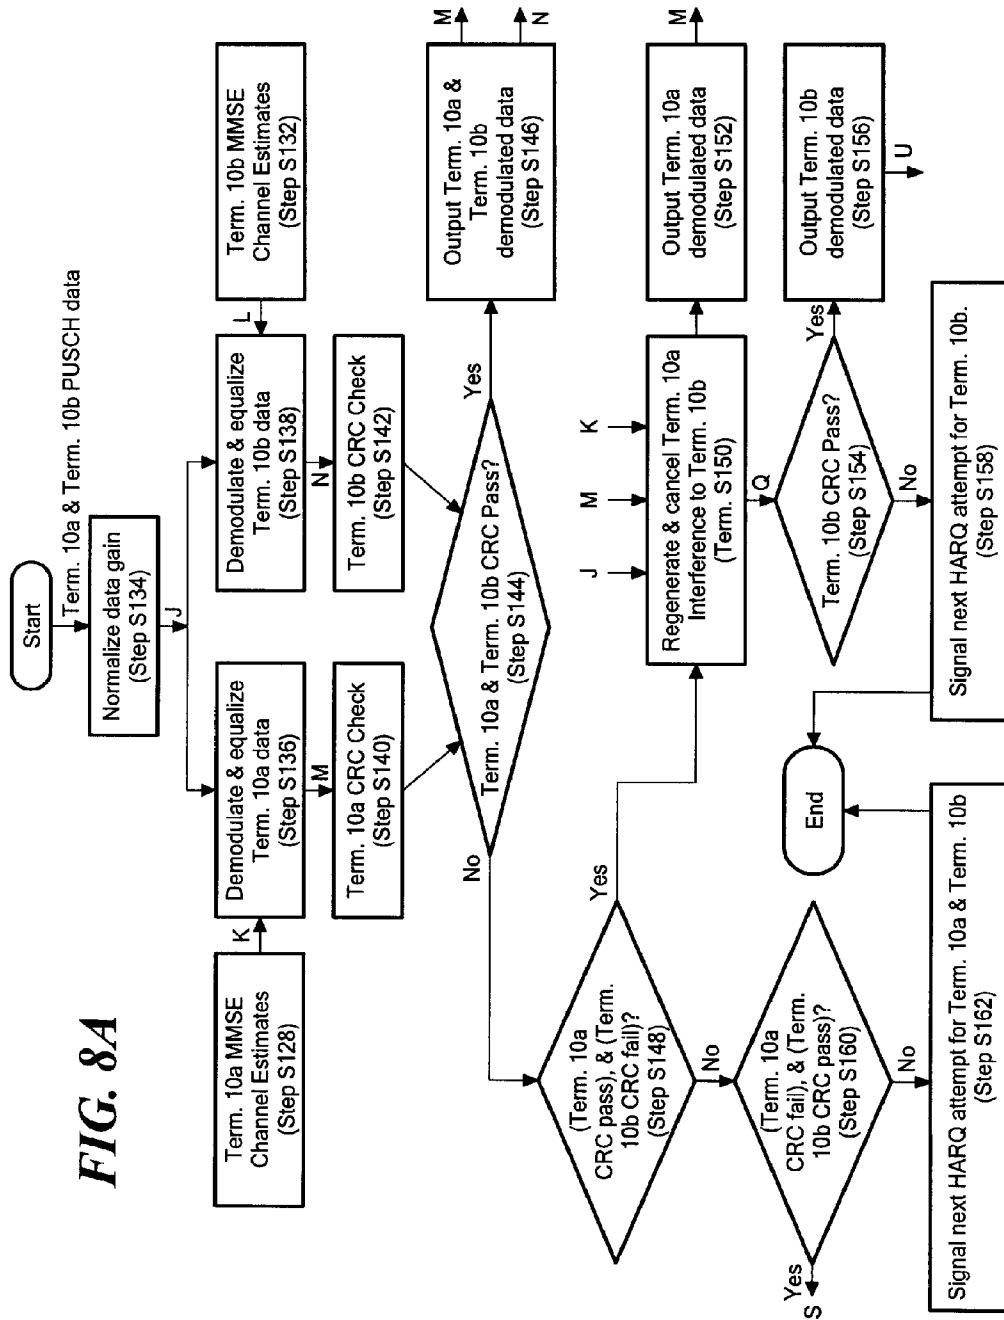 FIG. 8A
Start
Term. 10a & Term. 10b PUSCH data
Normalize data gain
(Step S134)
J
Term. 10a MMSE
Channel Estimates
(Step S128)
K
Demodulate & equalize
Term. 10a data
(Step S136)
Demodulate & equalize
Term. 10b data
(Step S138)
L
Term. 10b MMSE
Channel Estimates
(Step S132)
M
N
Term. 10a CRC Check
(Step S140)
Term. 10b CRC Check
(Step S142)
Term. 10a & Term. 10b CRC Pass?
(Step S144)
No
Yes
Output Term. 10a &
Term. 10b
demodulated data
(Step S146)
M
N
(Term. 10a
CRC pass), & (Term.
10b CRC fail)?
(Step S148)
Yes
No
J
M
K
Regenerate & cancel Term. 10a
Interference to Term. 10b
(Term. S150)
Output Term. 10a
demodulated data
(Step S152)
M
Q
(Term. 10a
CRC fail), & (Term.
10b CRC pass)?
(Step S160)
Yes
S
No
End
Term. 10b CRC Pass?
(Step S154)
Yes
No
Output Term. 10b
demodulated data
(Step S156)
U
Signal next HARQ attempt for Term. 10a & Term. 10b
(Step S162)
Signal next HARQ attempt for Term. 10b.
(Step S158)